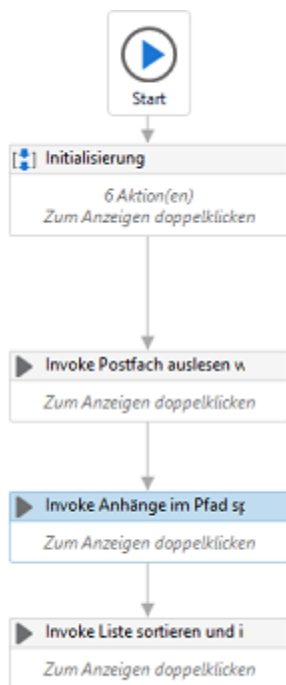 Start
Initialisierung
6 Aktion(en)
Zum Anzeigen doppelklicken
Invoke Postfach auslesen
Zum Anzeigen doppelklicken
Invoke Anhänge im Pfad sp
Zum Anzeigen doppelklicken
Invoke Liste sortieren und i
Zum Anzeigen doppelklicken